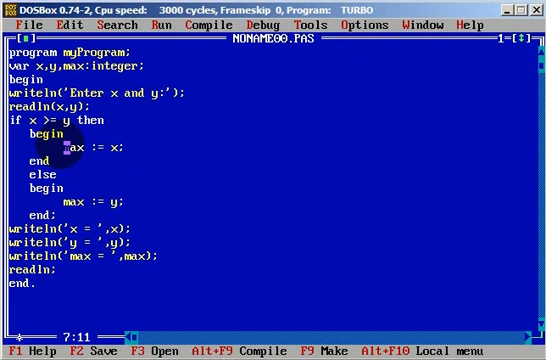 DOSBox 0.74-2, Cpu speed: 3000 cycles, Frameskip 0, Program: TURBO
File Edit Search Run Compile Debug Tools Options Window Help
[■] NONAME00.PAS 1=[↕]
program myProgram;
var x,y,max:integer;
begin
writeln('Enter x and y:');
readln(x,y);
if x >= y then
begin
max := x;
end
else
begin
max := y;
end;
writeln('x = ',x);
writeln('y = ',y);
writeln('max = ',max);
readln;
end.
7:11
F1 Help F2 Save F3 Open Alt+F9 Compile F9 Make Alt+F10 Local menu